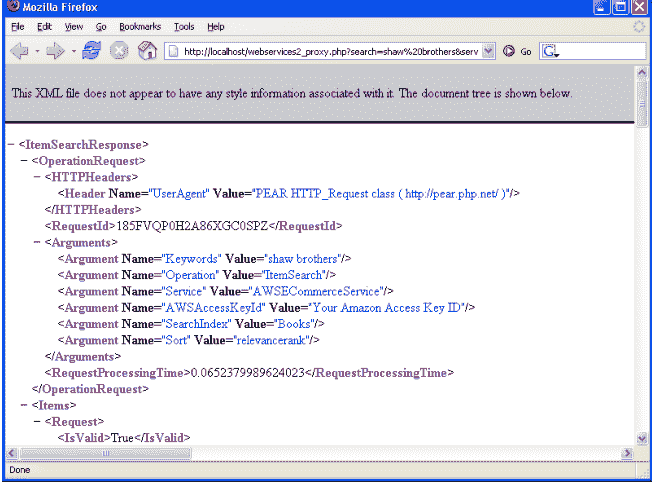 Mozilla Firefox
File Edit View Go Bookmarks Tools Help
http://localhost/webservices2_proxy.php?search=shaw%20brothers&serv Go G
This XML file does not appear to have any style information associated with it. The document tree is shown below.
− <ItemSearchResponse>
− <OperationRequest>
− <HTTPHeaders>
<Header Name="UserAgent" Value="PEAR HTTP_Request class ( http://pear.php.net/ )"/>
</HTTPHeaders>
<RequestId>185FVQP0H2A86XGC0SPZ</RequestId>
− <Arguments>
<Argument Name="Keywords" Value="shaw brothers"/>
<Argument Name="Operation" Value="ItemSearch"/>
<Argument Name="Service" Value="AWSECommerceService"/>
<Argument Name="AWSAccessKeyId" Value="Your Amazon Access Key ID"/>
<Argument Name="SearchIndex" Value="Books"/>
<Argument Name="Sort" Value="relevancerank"/>
</Arguments>
<RequestProcessingTime>0.0652379989624023</RequestProcessingTime>
</OperationRequest>
− <Items>
− <Request>
<IsValid>True</IsValid>
Done